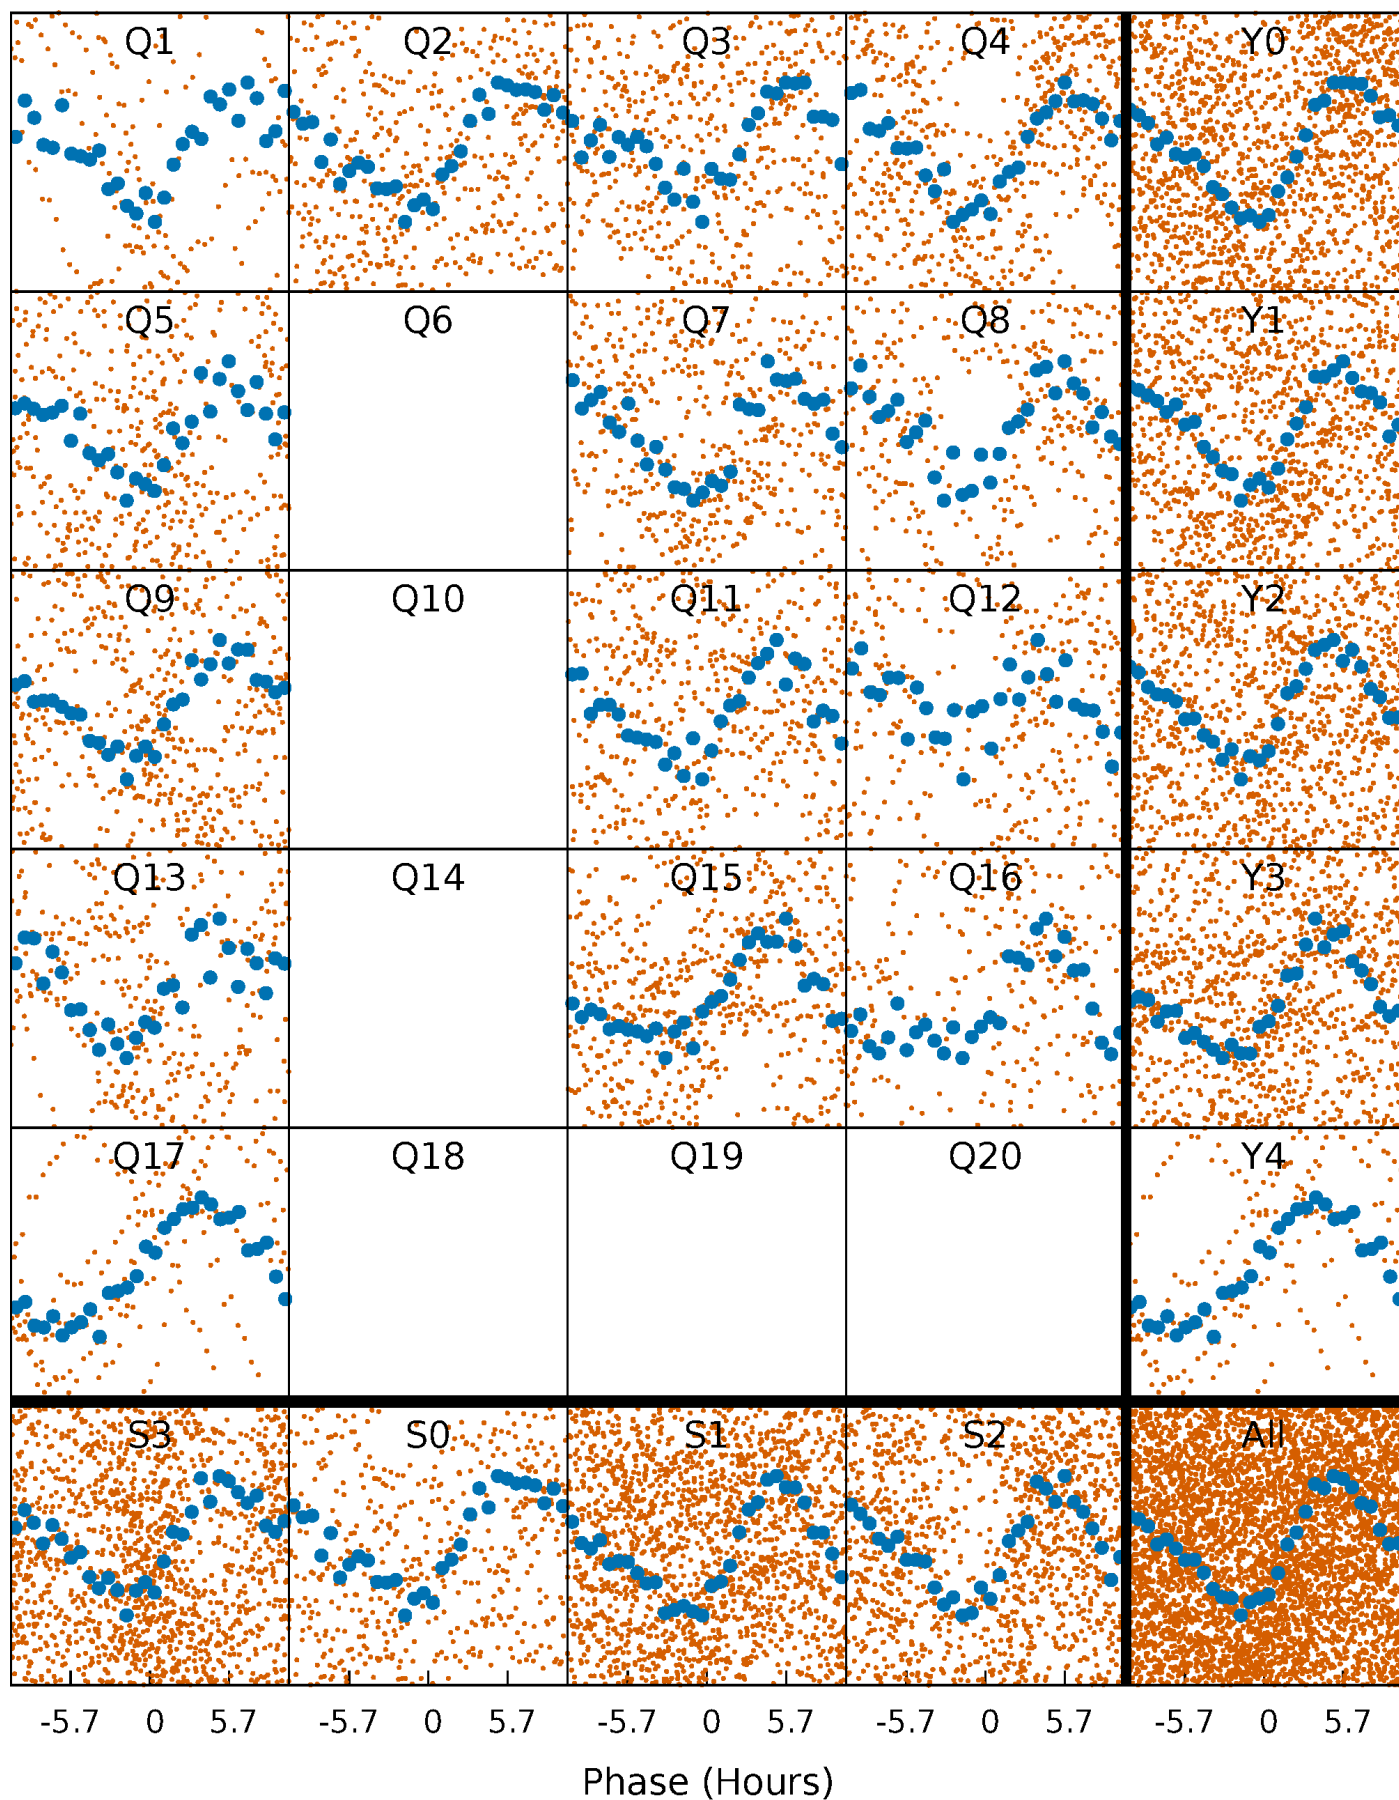 Q1 Q2 Q3 Q4 Y0
Q5 Q6 Q7 Q8 Y1
Q9 Q10 Q11 Q12 Y2
Q13 Q14 Q15 Q16 Y3
Q17 Q18 Q19 Q20 Y4
S3 S0 S1 S2 All
-5.7 0 5.7 -5.7 0 5.7 -5.7 0 5.7 -5.7 0 5.7 -5.7 0 5.7
Phase (Hours)